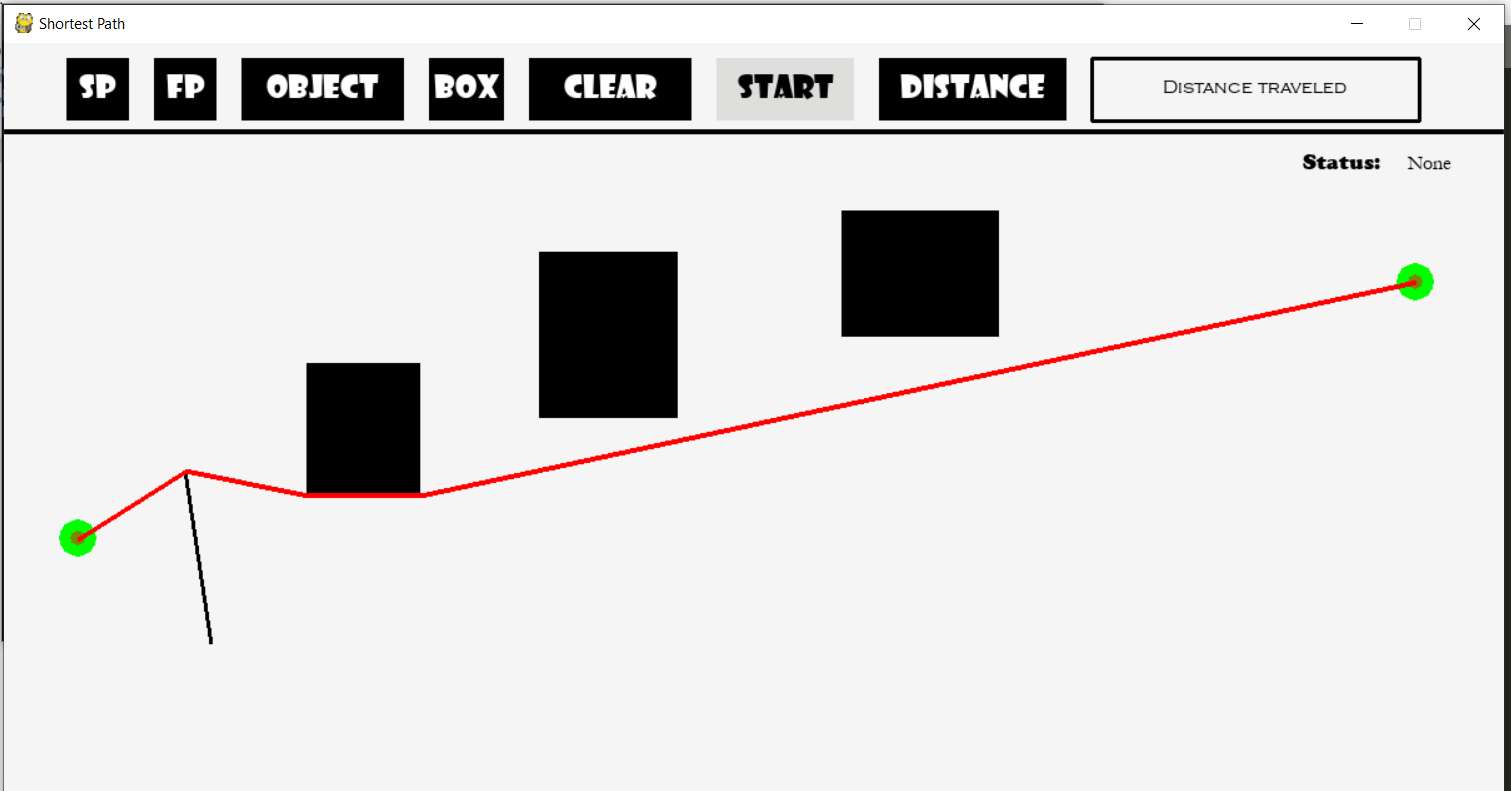 Shortest Path
SP FP OBJECT BOX CLEAR START DISTANCE DISTANCE TRAVELED
Status: None